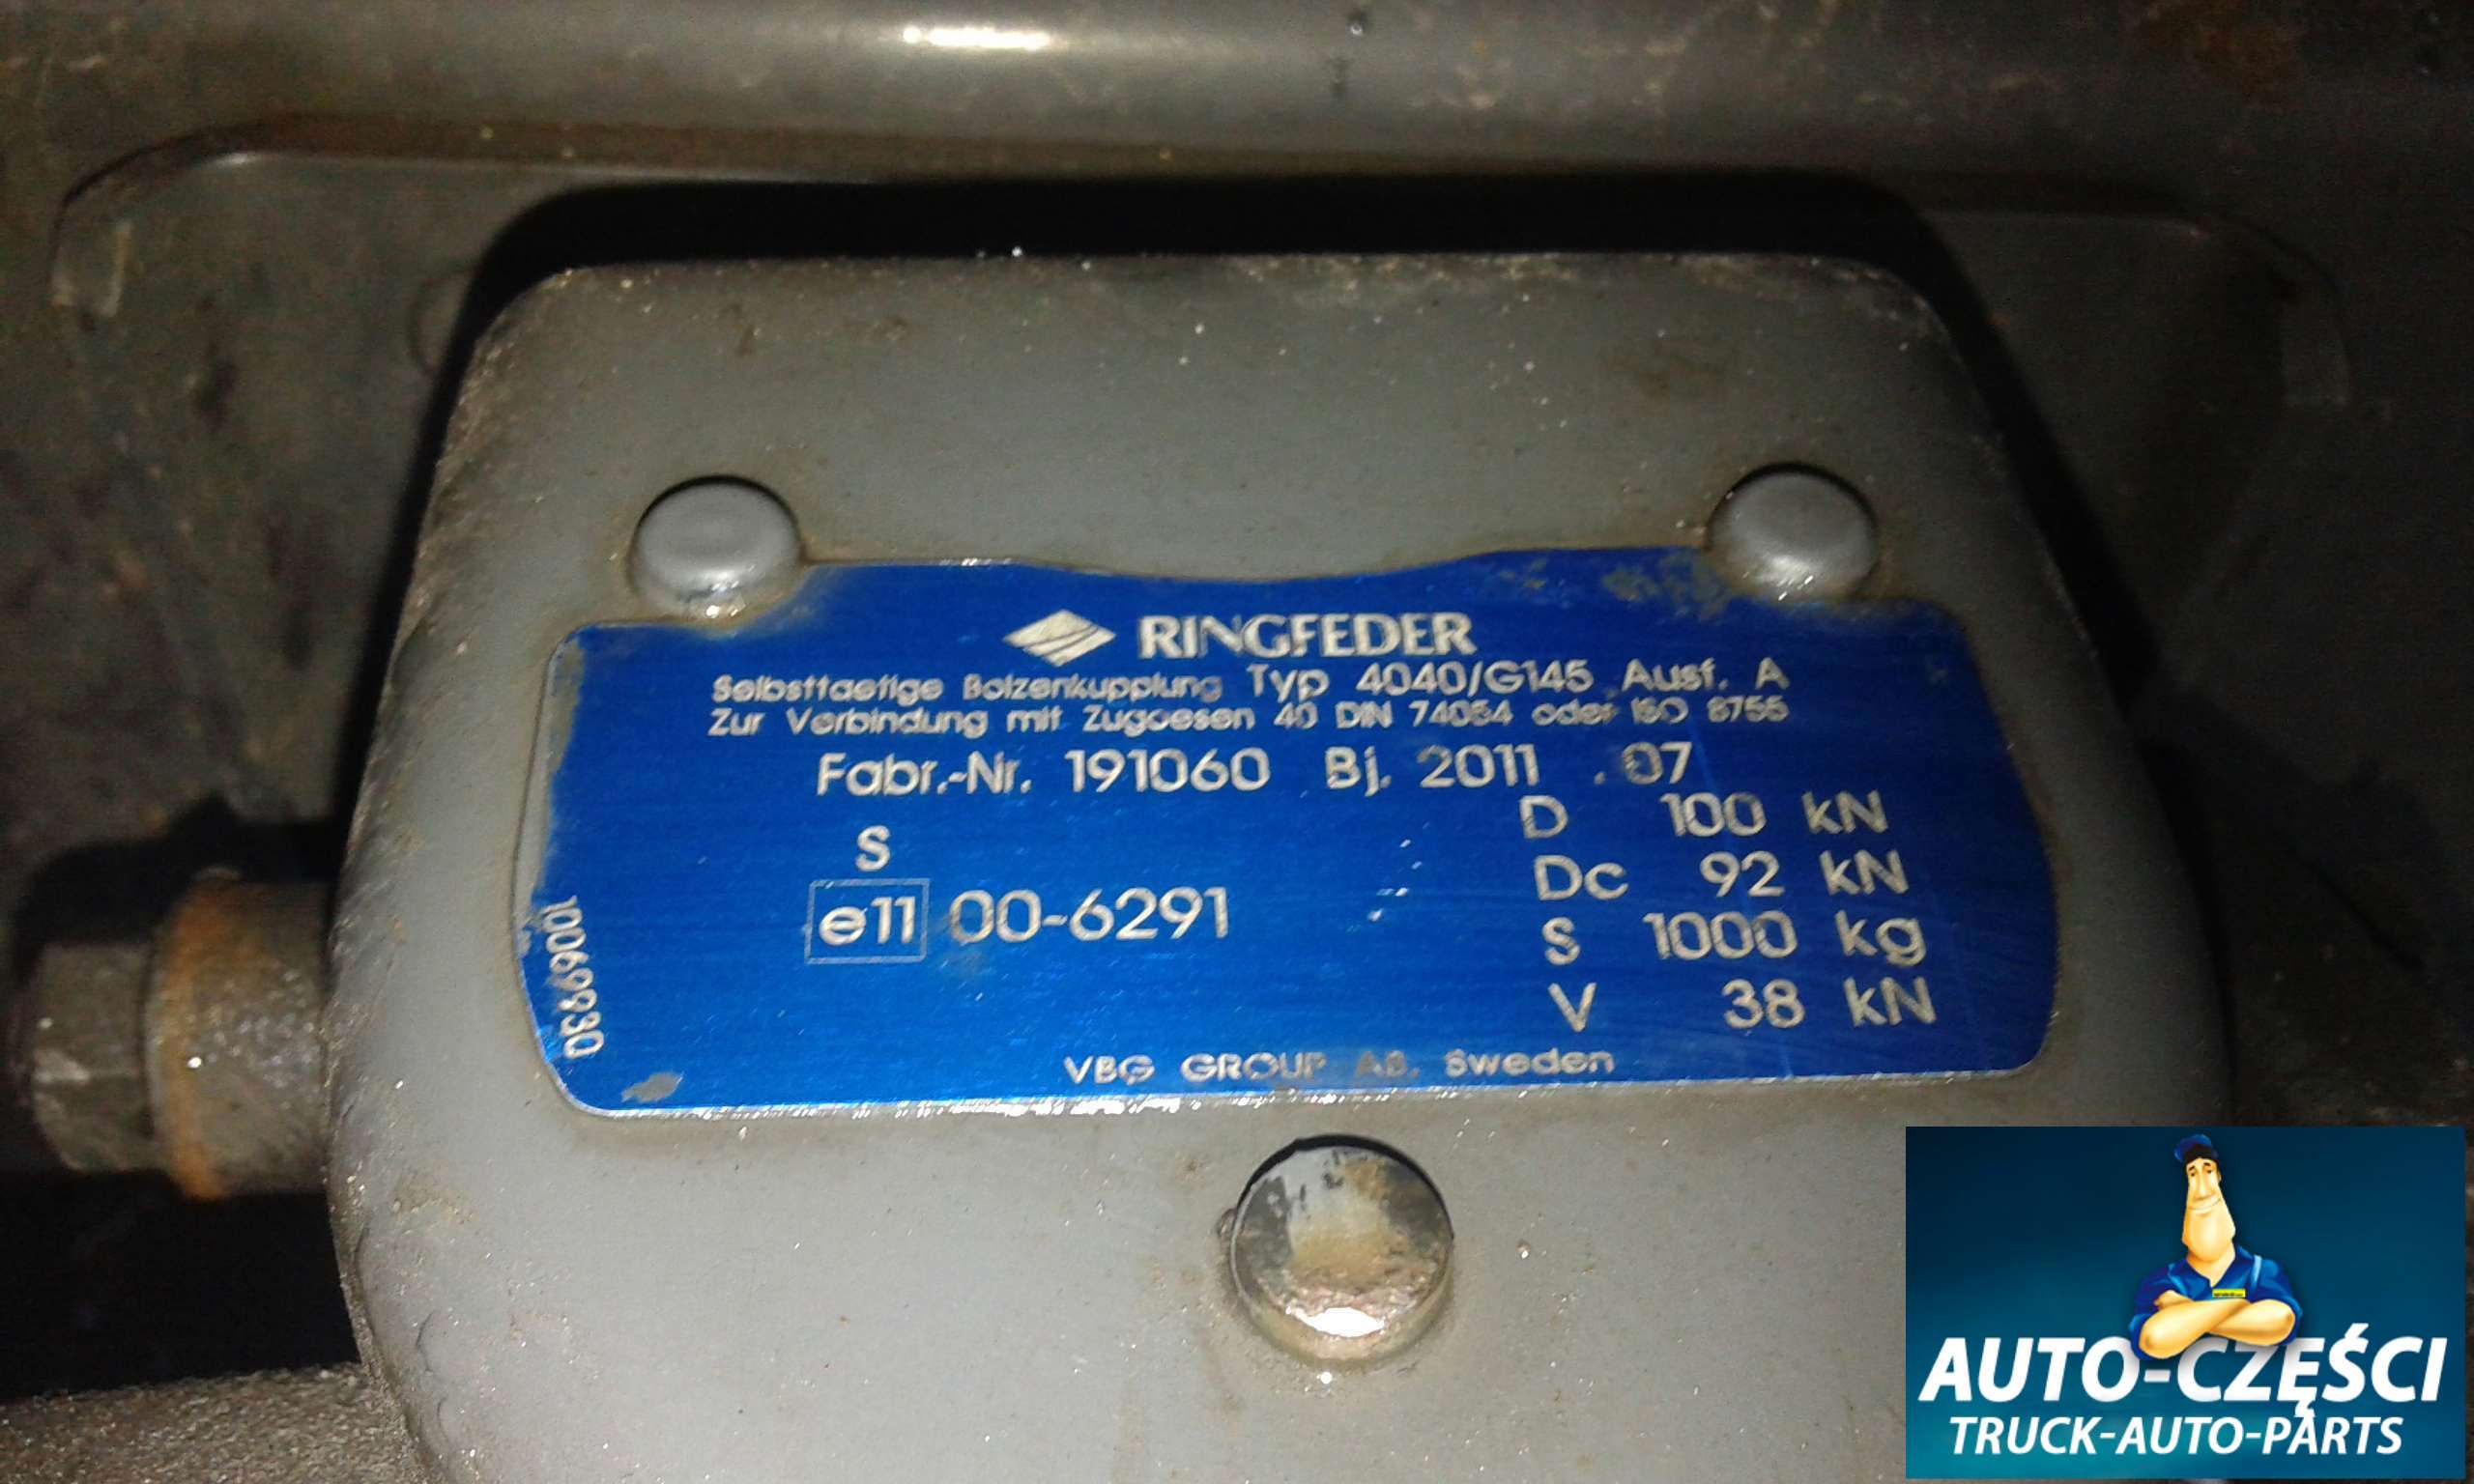 RINGFEDER
Selbsttaetige Bolzenkupplung Typ 4040/G145 Ausf. A
Zur Verbindung mit Zugoesen 40 DIN 74054 oder ISO 8755
Fabr.-Nr. 191060 Bj. 2011 .07
D 100 kN
S
Dc 92 kN
e11 00-6291
S 1000 kg
V 38 kN
10069930
VBG GROUP AB, Sweden
AUTO-CZĘŚCI
TRUCK-AUTO-PARTS